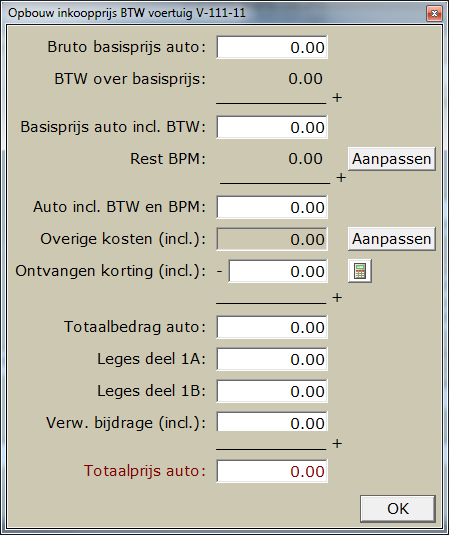 Opbouw inkoopprijs BTW voertuig V-111-11
Bruto basisprijs auto: 0.00
BTW over basisprijs: 0.00
+
Basisprijs auto incl. BTW: 0.00
Rest BPM: 0.00 Aanpassen
+
Auto incl. BTW en BPM: 0.00
Overige kosten (incl.): 0.00 Aanpassen
Ontvangen korting (incl.): - 0.00
+
Totaalbedrag auto: 0.00
Leges deel 1A: 0.00
Leges deel 1B: 0.00
Verw. bijdrage (incl.): 0.00
+
Totaalprijs auto: 0.00
OK